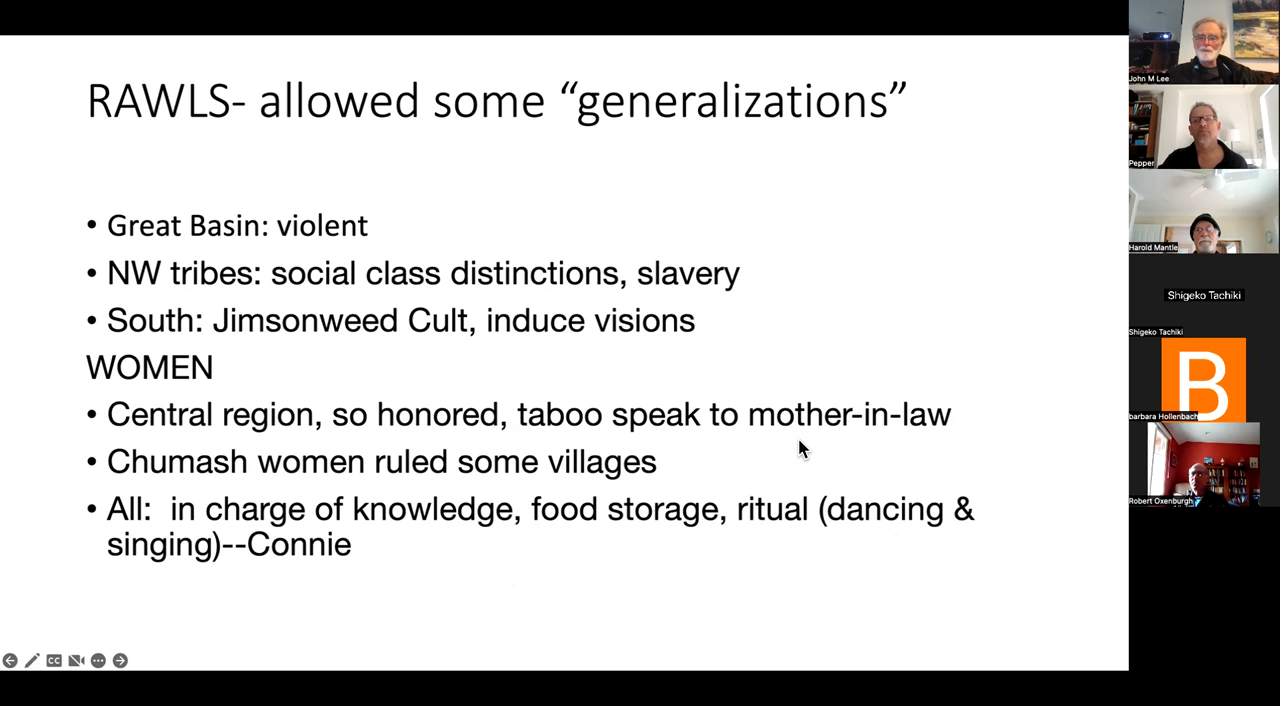 RAWLS- allowed some “generalizations”
• Great Basin: violent
• NW tribes: social class distinctions, slavery
• South: Jimsonweed Cult, induce visions
WOMEN
• Central region, so honored, taboo speak to mother-in-law
• Chumash women ruled some villages
• All:  in charge of knowledge, food storage, ritual (dancing &
singing)--Connie
CC
John M Lee
Pepper
Harold Mantle
Shigeko Tachiki
Shigeko Tachiki
B
barbara Hollenbach
Robert Oxenburgh